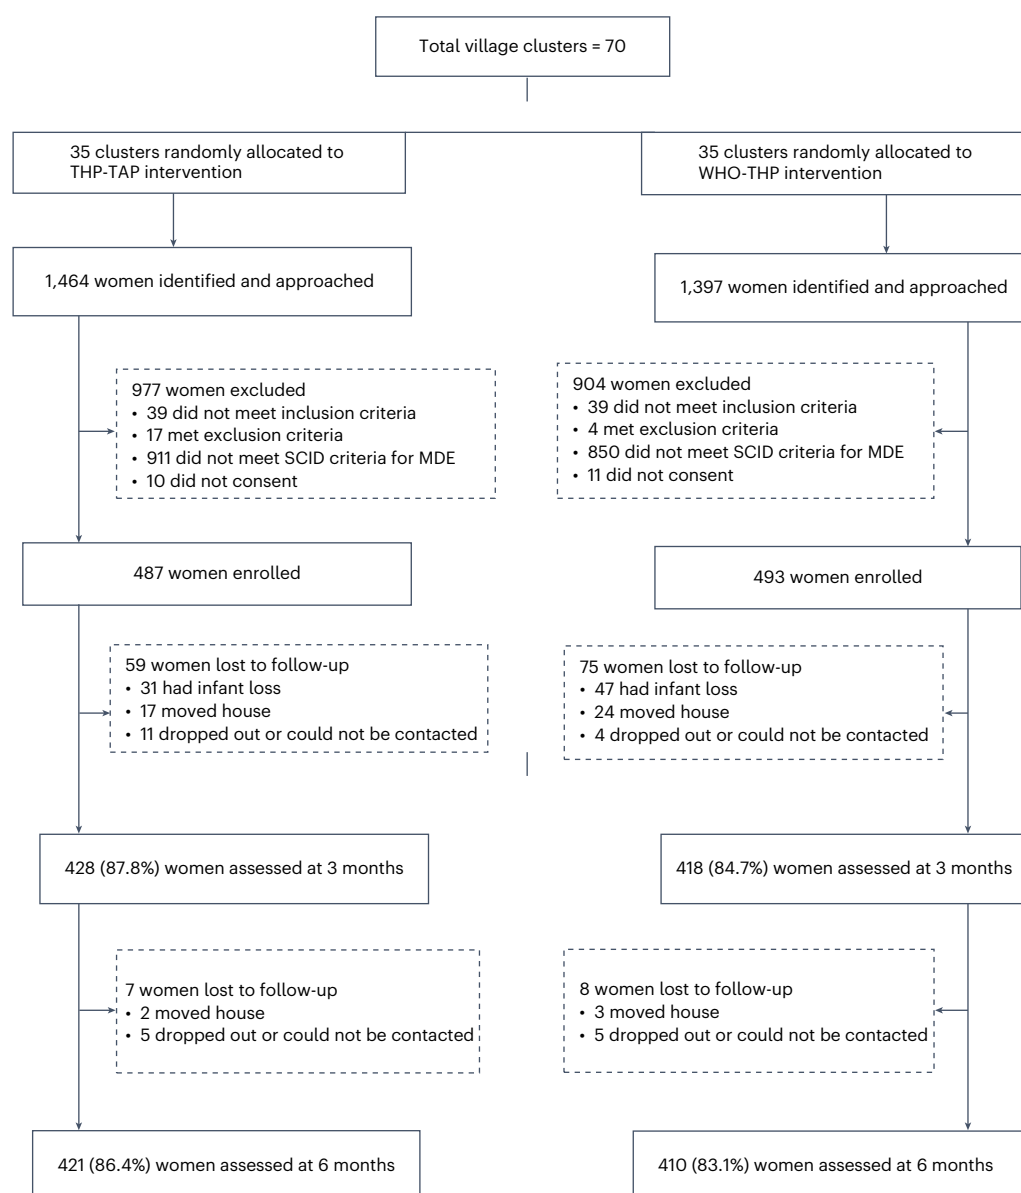 Total village clusters = 70
35 clusters randomly allocated to
THP-TAP intervention
35 clusters randomly allocated to
WHO-THP intervention
1,464 women identified and approached
1,397 women identified and approached
977 women excluded
• 39 did not meet inclusion criteria
• 17 met exclusion criteria
• 911 did not meet SCID criteria for MDE
• 10 did not consent
904 women excluded
• 39 did not meet inclusion criteria
• 4 met exclusion criteria
• 850 did not meet SCID criteria for MDE
• 11 did not consent
487 women enrolled
493 women enrolled
59 women lost to follow-up
• 31 had infant loss
• 17 moved house
• 11 dropped out or could not be contacted
75 women lost to follow-up
• 47 had infant loss
• 24 moved house
• 4 dropped out or could not be contacted
428 (87.8%) women assessed at 3 months
418 (84.7%) women assessed at 3 months
7 women lost to follow-up
• 2 moved house
• 5 dropped out or could not be contacted
8 women lost to follow-up
• 3 moved house
• 5 dropped out or could not be contacted
421 (86.4%) women assessed at 6 months
410 (83.1%) women assessed at 6 months